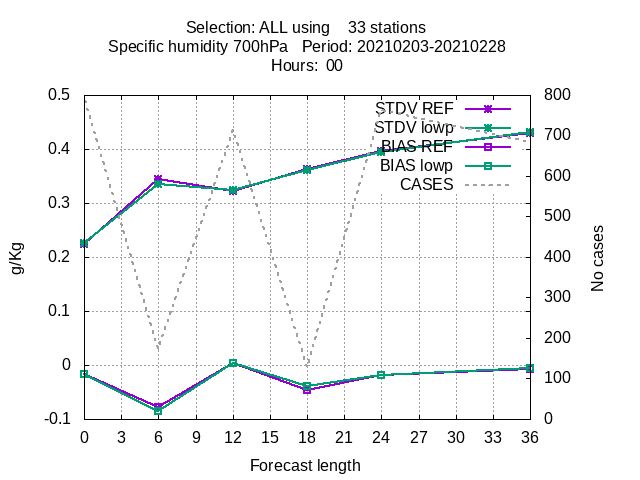 Selection: ALL using    33 stations
Specific humidity 700hPa   Period: 20210203-20210228
Hours:  00
STDV REF
STDV lowp
BIAS REF
BIAS lowp
CASES
0.5
0.4
0.3
0.2
0.1
0
-0.1
g/Kg
800
700
600
500
400
300
200
100
0
No cases
0 3 6 9 12 15 18 21 24 27 30 33 36
Forecast length